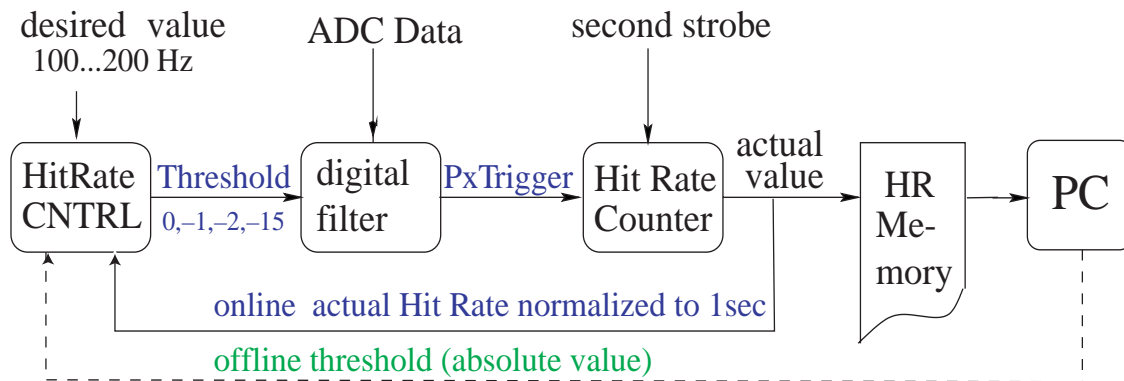 desired value
100...200 Hz
ADC Data
second strobe
HitRate
CNTRL
Threshold
0,–1,–2,–15
digital
filter
PxTrigger
Hit Rate
Counter
actual
value
HR
Me-
mory
PC
online actual Hit Rate normalized to 1sec
offline threshold (absolute value)